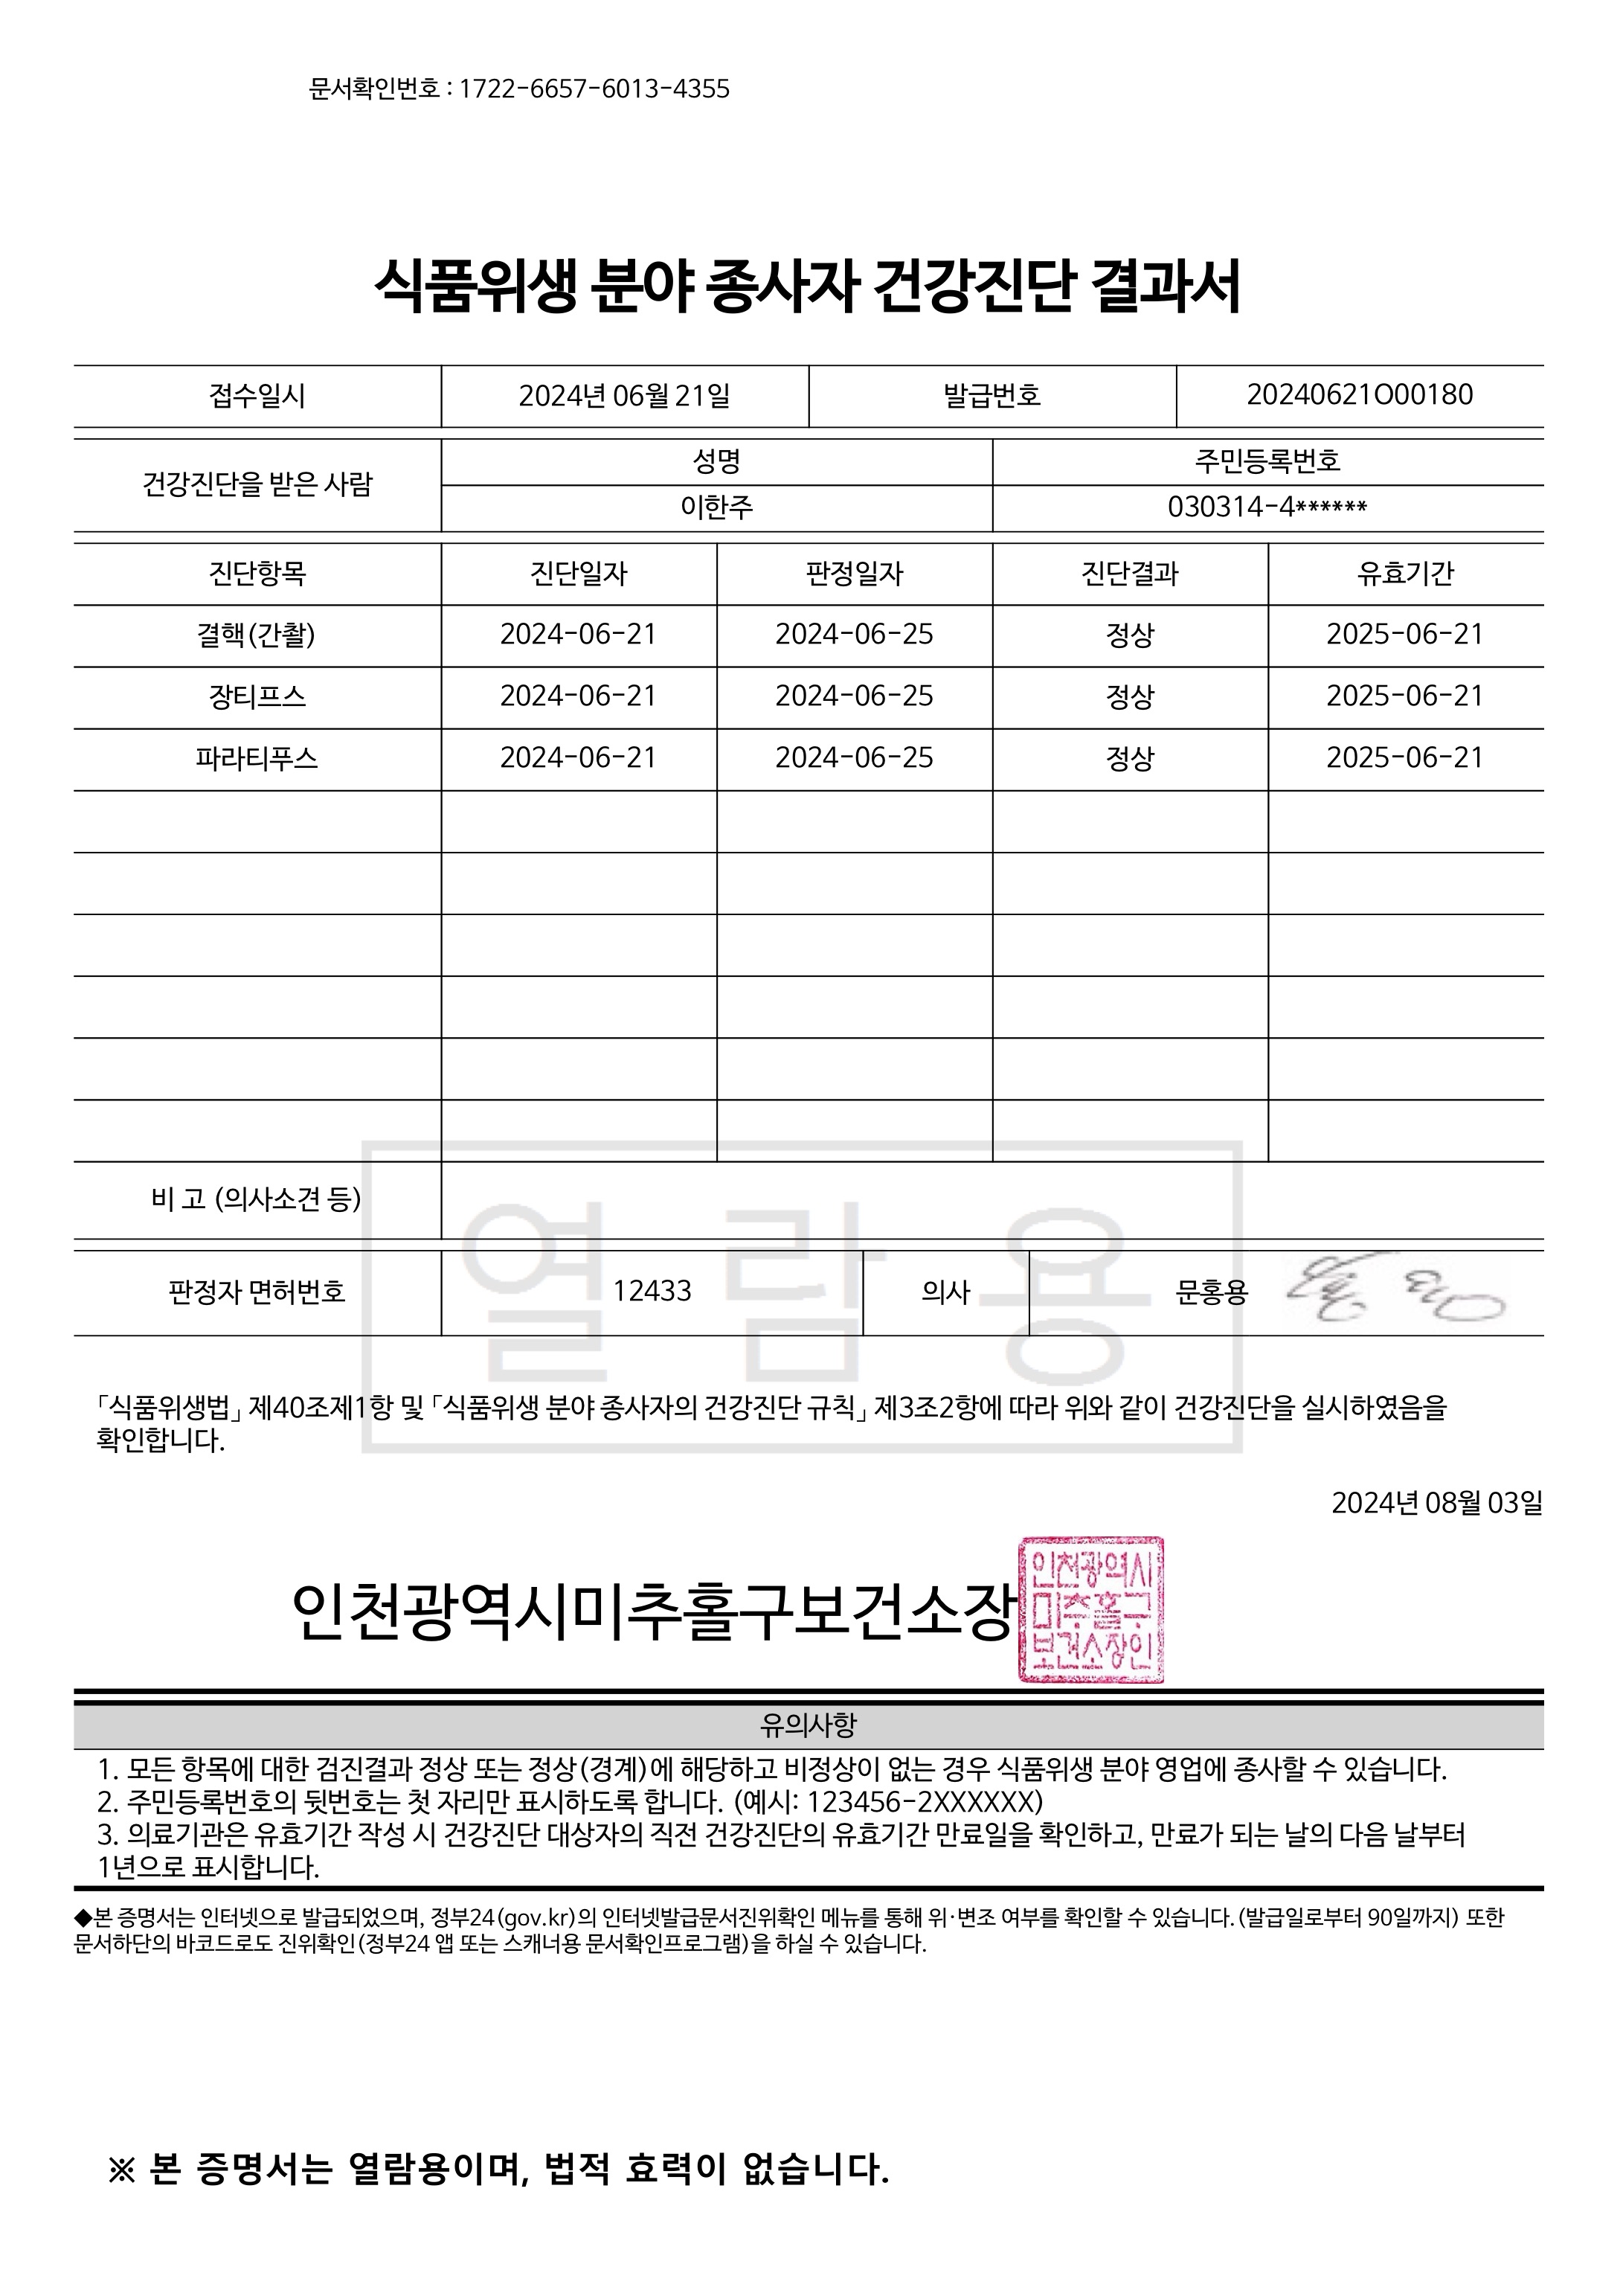 문서확인번호 : 1722-6657-6013-4355
식품위생 분야 종사자 건강진단 결과서
접수일시 2024년 06월 21일 발급번호 20240621O00180
건강진단을 받은 사람 성명 주민등록번호
이한주 030314-4******
진단항목 진단일자 판정일자 진단결과 유효기간
결핵(간촬) 2024-06-21 2024-06-25 정상 2025-06-21
장티프스 2024-06-21 2024-06-25 정상 2025-06-21
파라티푸스 2024-06-21 2024-06-25 정상 2025-06-21
비 고 (의사소견 등)
열 람 용
판정자 면허번호 12433 의사 문홍용
「식품위생법」 제40조제1항 및 「식품위생 분야 종사자의 건강진단 규칙」 제3조2항에 따라 위와 같이 건강진단을 실시하였음을
확인합니다.
2024년 08월 03일
인천광역시미추홀구보건소장
인천광역시
미추홀구
보건소장인
유의사항
1. 모든 항목에 대한 검진결과 정상 또는 정상(경계)에 해당하고 비정상이 없는 경우 식품위생 분야 영업에 종사할 수 있습니다.
2. 주민등록번호의 뒷번호는 첫 자리만 표시하도록 합니다. (예시: 123456-2XXXXXX)
3. 의료기관은 유효기간 작성 시 건강진단 대상자의 직전 건강진단의 유효기간 만료일을 확인하고, 만료가 되는 날의 다음 날부터
1년으로 표시합니다.
◆본 증명서는 인터넷으로 발급되었으며, 정부24(gov.kr)의 인터넷발급문서진위확인 메뉴를 통해 위·변조 여부를 확인할 수 있습니다.(발급일로부터 90일까지) 또한
문서하단의 바코드로도 진위확인(정부24 앱 또는 스캐너용 문서확인프로그램)을 하실 수 있습니다.
※ 본 증명서는 열람용이며, 법적 효력이 없습니다.